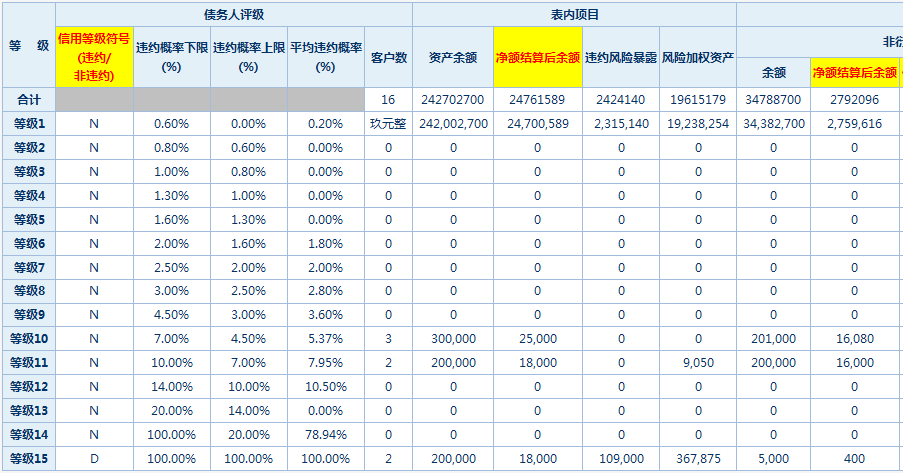 债务人评级 表内项目
等 级 信用等级符号(违约/非违约) 违约概率下限(%) 违约概率上限(%) 平均违约概率(%) 客户数 资产余额 净额结算后余额 违约风险暴露 风险加权资产 余额 净额结算后余额
合计 16 242702700 24761589 2424140 19615179 34788700 2792096
等级1 N 0.60% 0.00% 0.20% 玖元整 242,002,700 24,700,589 2,315,140 19,238,254 34,382,700 2,759,616
等级2 N 0.80% 0.60% 0.00% 0 0 0 0 0 0 0
等级3 N 1.00% 0.80% 0.00% 0 0 0 0 0 0 0
等级4 N 1.30% 1.00% 0.00% 0 0 0 0 0 0 0
等级5 N 1.60% 1.30% 0.00% 0 0 0 0 0 0 0
等级6 N 2.00% 1.60% 1.80% 0 0 0 0 0 0 0
等级7 N 2.50% 2.00% 2.00% 0 0 0 0 0 0 0
等级8 N 3.00% 2.50% 2.80% 0 0 0 0 0 0 0
等级9 N 4.50% 3.00% 3.60% 0 0 0 0 0 0 0
等级10 N 7.00% 4.50% 5.37% 3 300,000 25,000 0 0 201,000 16,080
等级11 N 10.00% 7.00% 7.95% 2 200,000 18,000 0 9,050 200,000 16,000
等级12 N 14.00% 10.00% 10.50% 0 0 0 0 0 0 0
等级13 N 20.00% 14.00% 0.00% 0 0 0 0 0 0 0
等级14 N 100.00% 20.00% 78.94% 0 0 0 0 0 0 0
等级15 D 100.00% 100.00% 100.00% 2 200,000 18,000 109,000 367,875 5,000 400